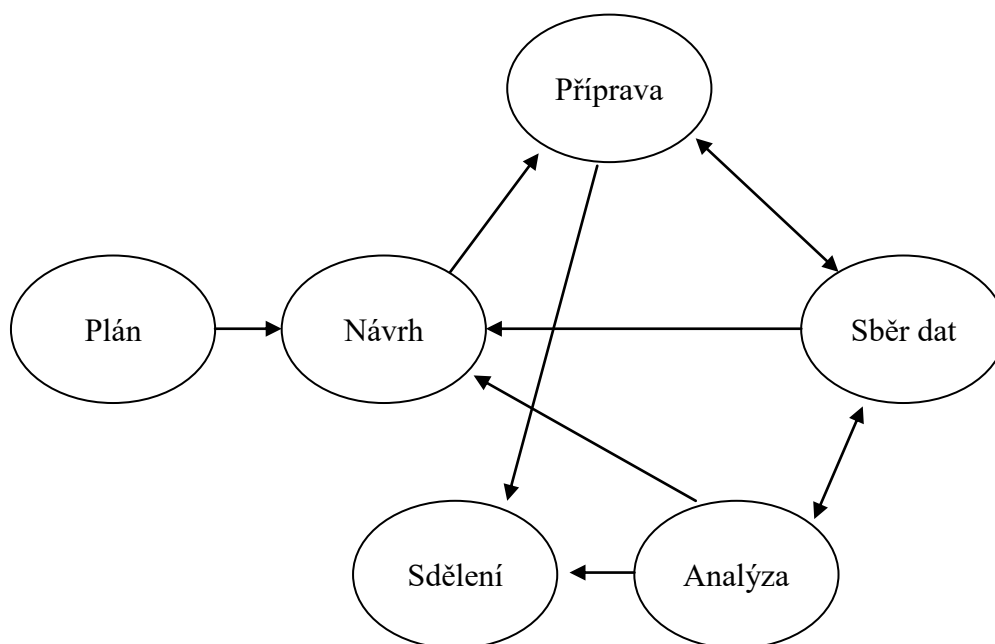 Příprava
Plán
Návrh
Sběr dat
Sdělení
Analýza